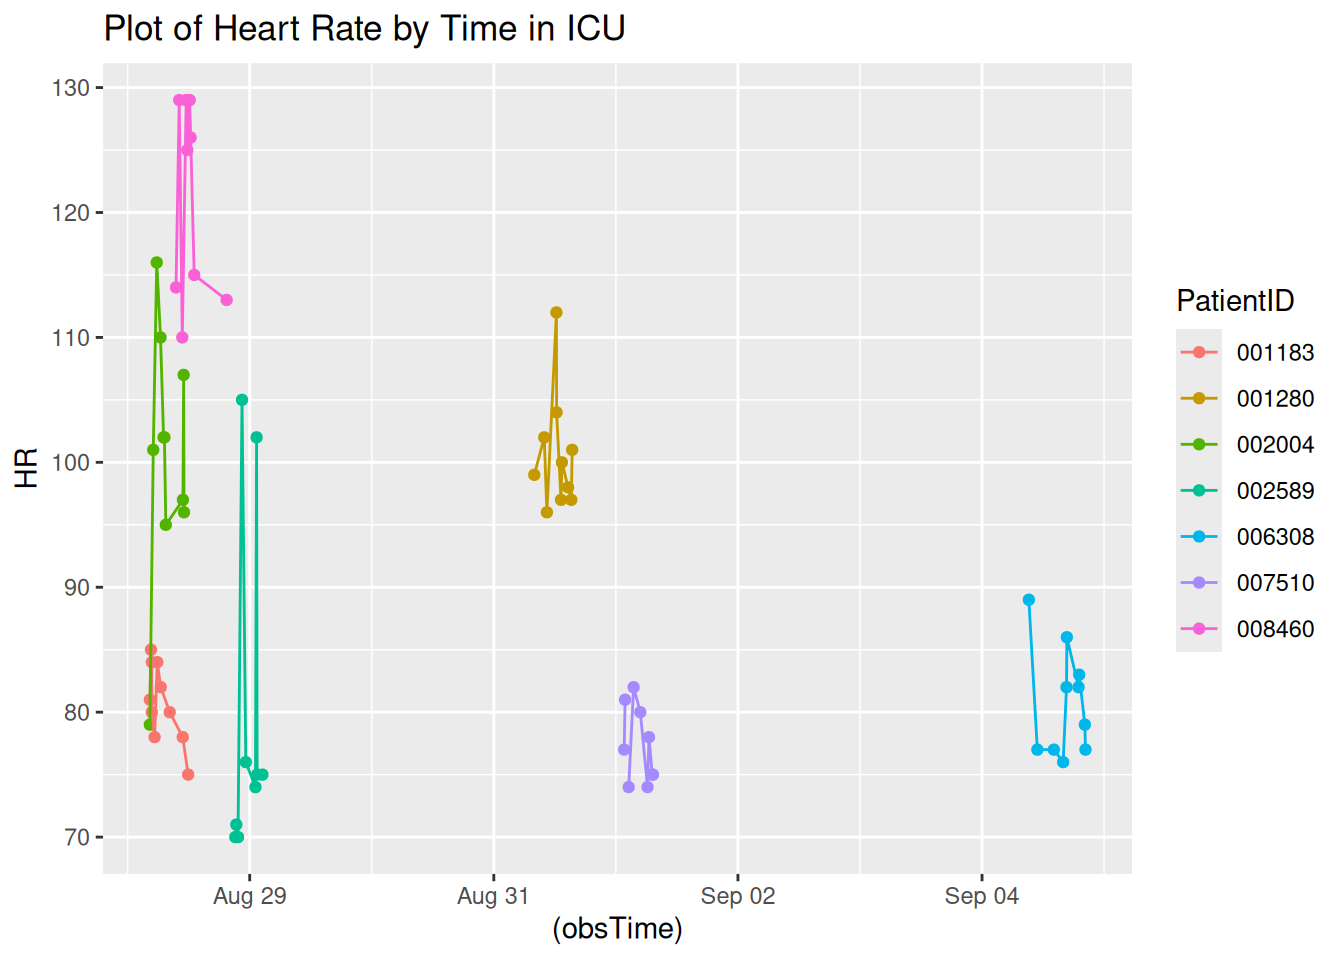 Plot of Heart Rate by Time in ICU
130
120
110
100
90
80
70
HR
Aug 29
Aug 31
Sep 02
Sep 04
(obsTime)
PatientID
001183
001280
002004
002589
006308
007510
008460